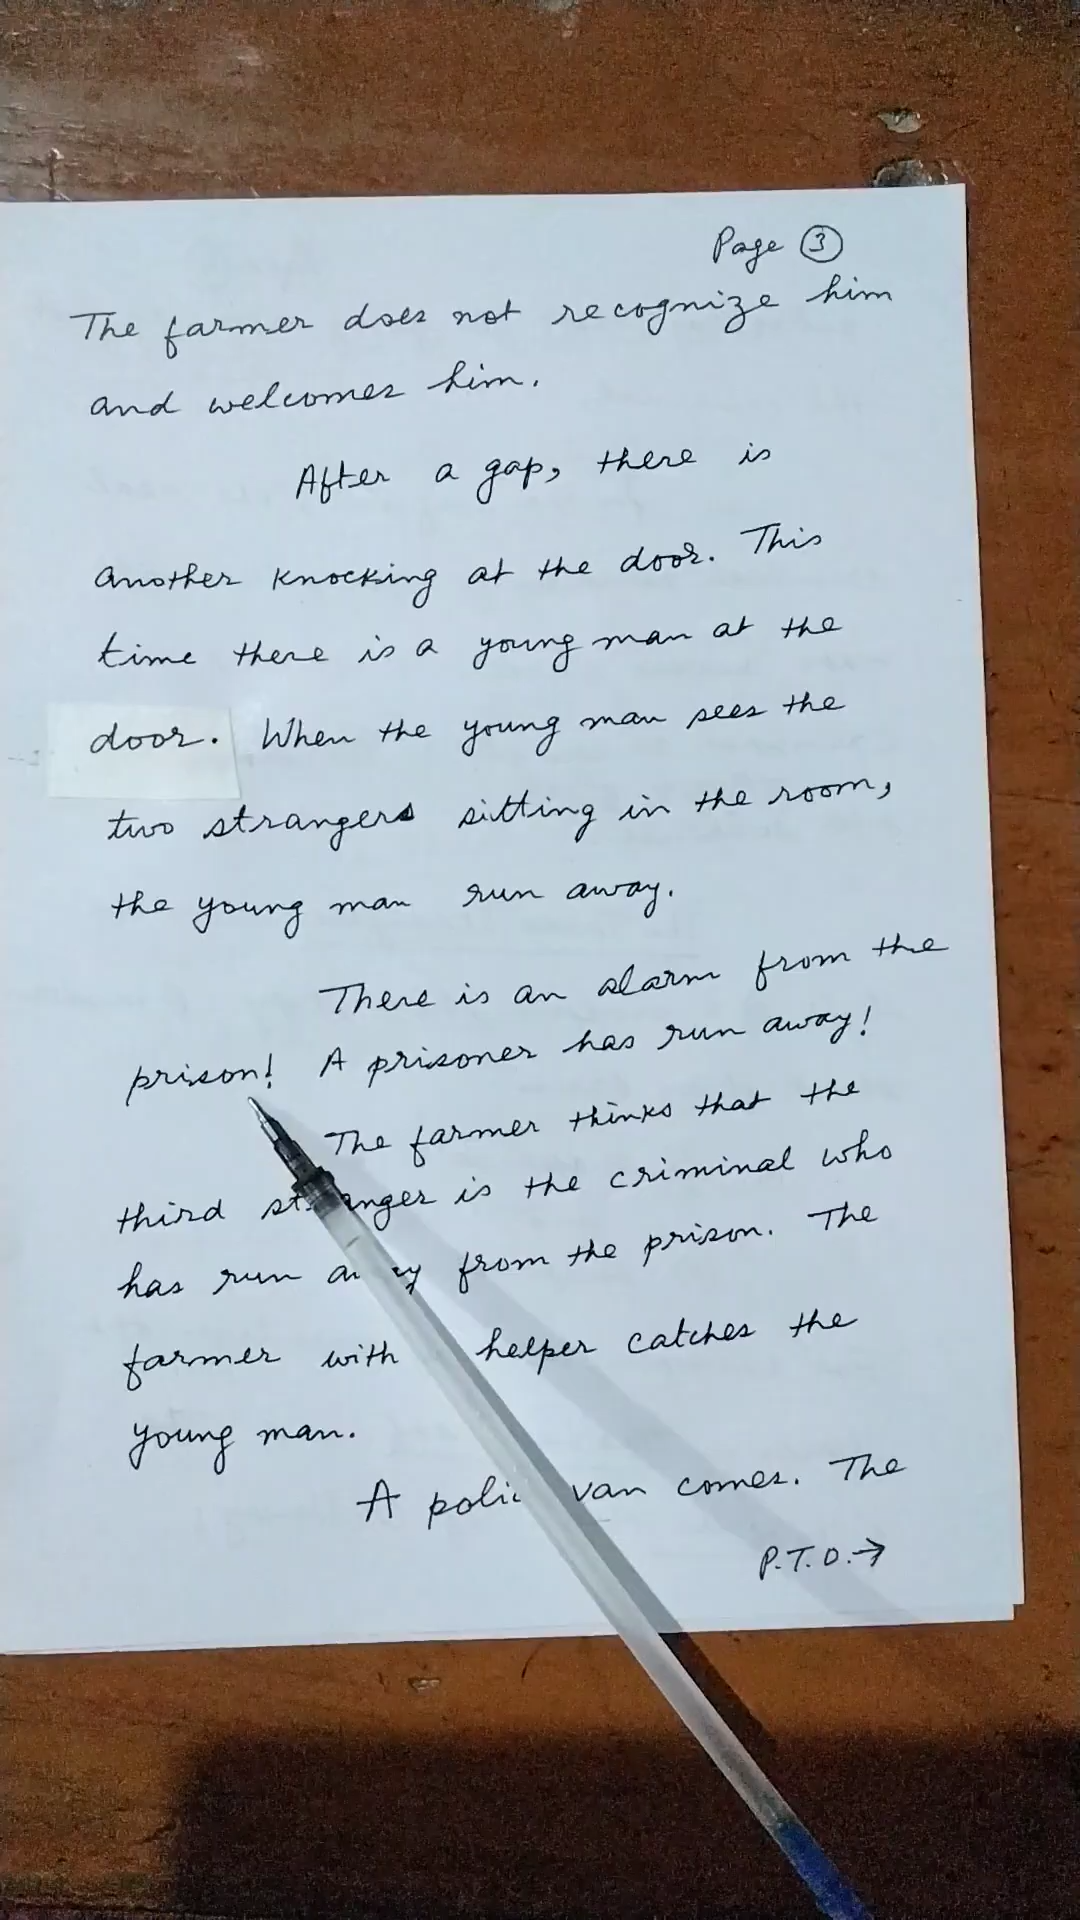 Page 3
The farmer does not recognize him
and welcomes him.
After a gap, there is
another knocking at the door. This
time there is a young man at the
door. When the young man sees the
two strangers sitting in the room,
the young man run away.
There is an alarm from the
prison! A prisoner has run away!
The farmer thinks that the
third stranger is the criminal who
has run away from the prison. The
farmer with helper catches the
young man.
A police van comes. The
P.T.O.→